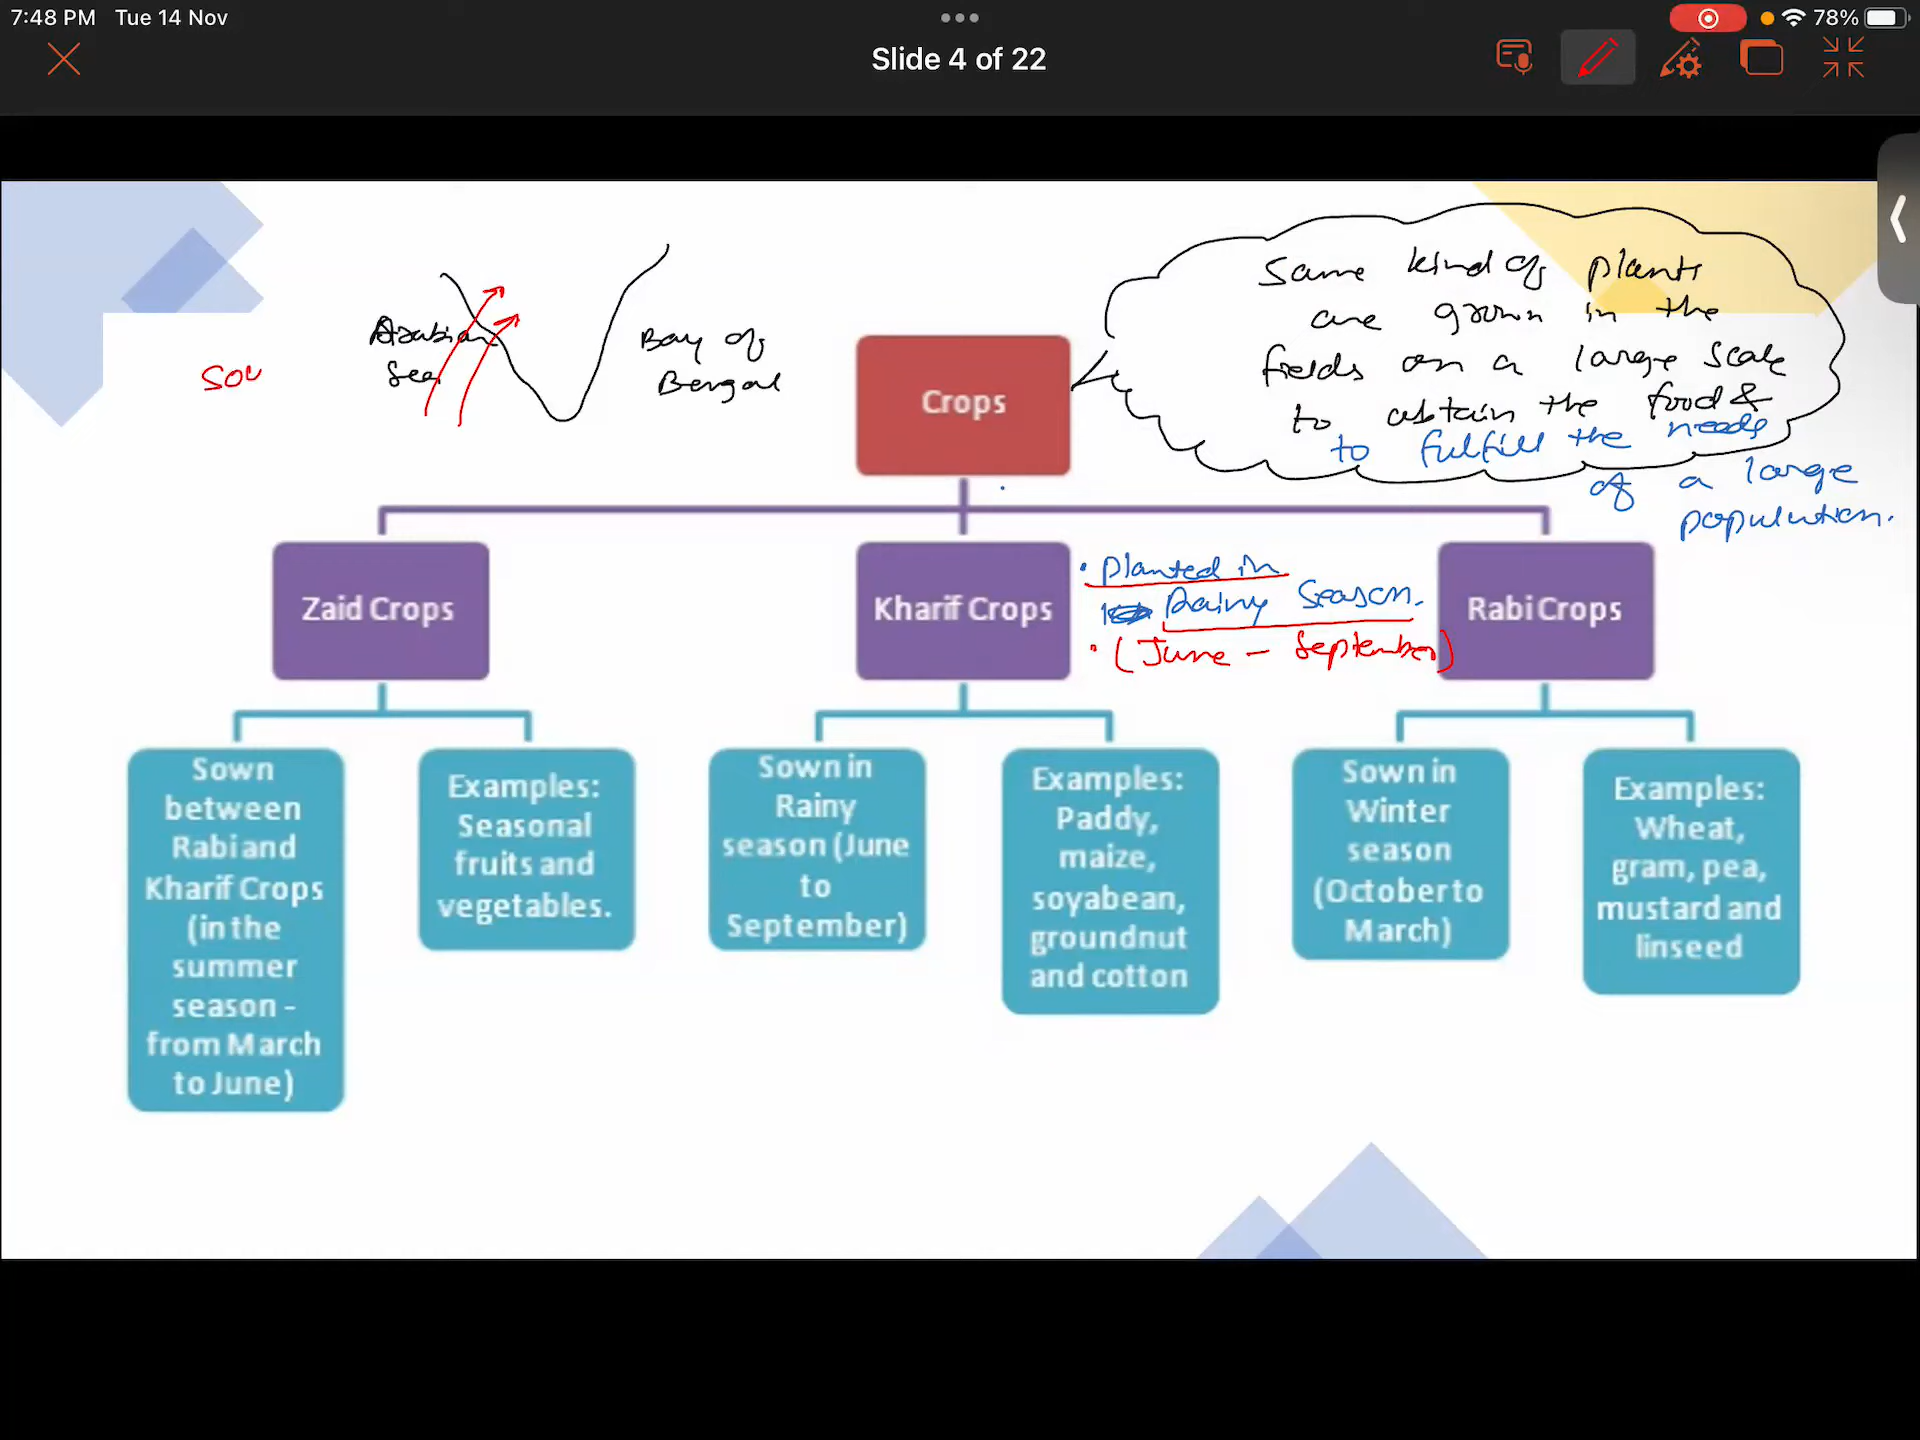 7:48 PM Tue 14 Nov
78%
Slide 4 of 22
Same kind of plants
are grown in the
fields on a large scale
to obtain the food &
to fulfill the needs
of a large
population.
Arabian
Sea
Bay of
Bengal
Sou
Crops
Zaid Crops
Kharif Crops
• Planted in
Rainy Season.
• (June - September)
Rabi Crops
Sown
between
Rabi and
Kharif Crops
(in the
summer
season -
from March
to June)
Examples:
Seasonal
fruits and
vegetables.
Sown in
Rainy
season (June
to
September)
Examples:
Paddy,
maize,
soyabean,
groundnut
and cotton
Sown in
Winter
season
(October to
March)
Examples:
Wheat,
gram, pea,
mustard and
linseed